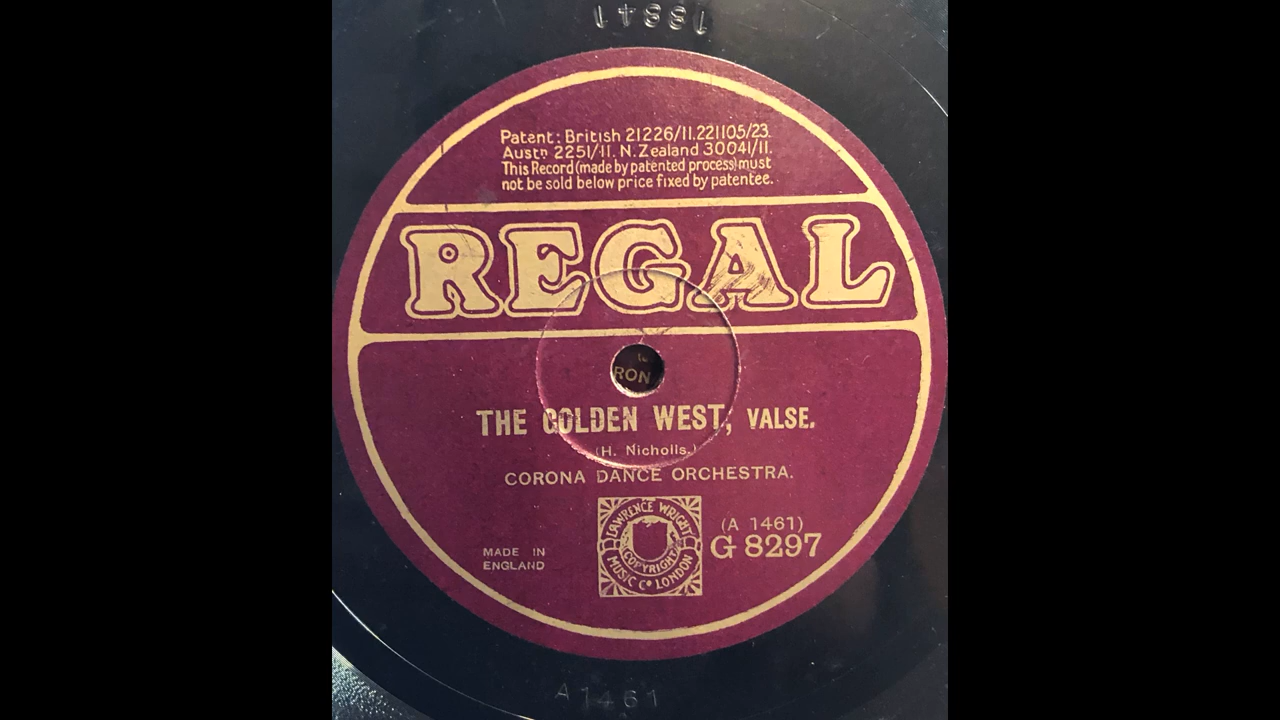 18841
Patent: British 21226/11.221105/23.
Austn 2251/11. N.Zealand 30041/11.
This Record (made by patented process) must
not be sold below price fixed by patentee.
REGAL
RON
THE GOLDEN WEST, VALSE.
(H. Nicholls.)
CORONA DANCE ORCHESTRA.
LAWRENCE WRIGHT
COPYRIGHT
MUSIC Co LONDON
(A 1461)
G 8297
MADE IN
ENGLAND
A1461